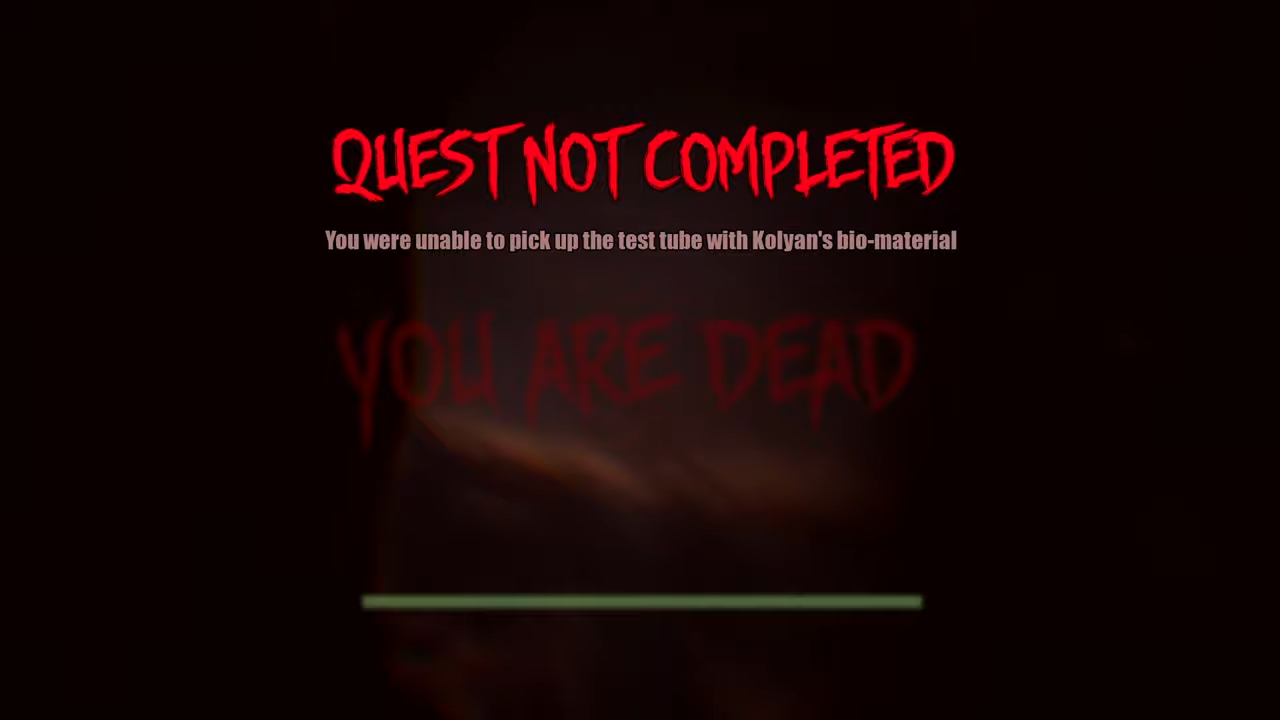 QUEST NOT COMPLETED
You were unable to pick up the test tube with Kolyan's bio-material
YOU ARE DEAD